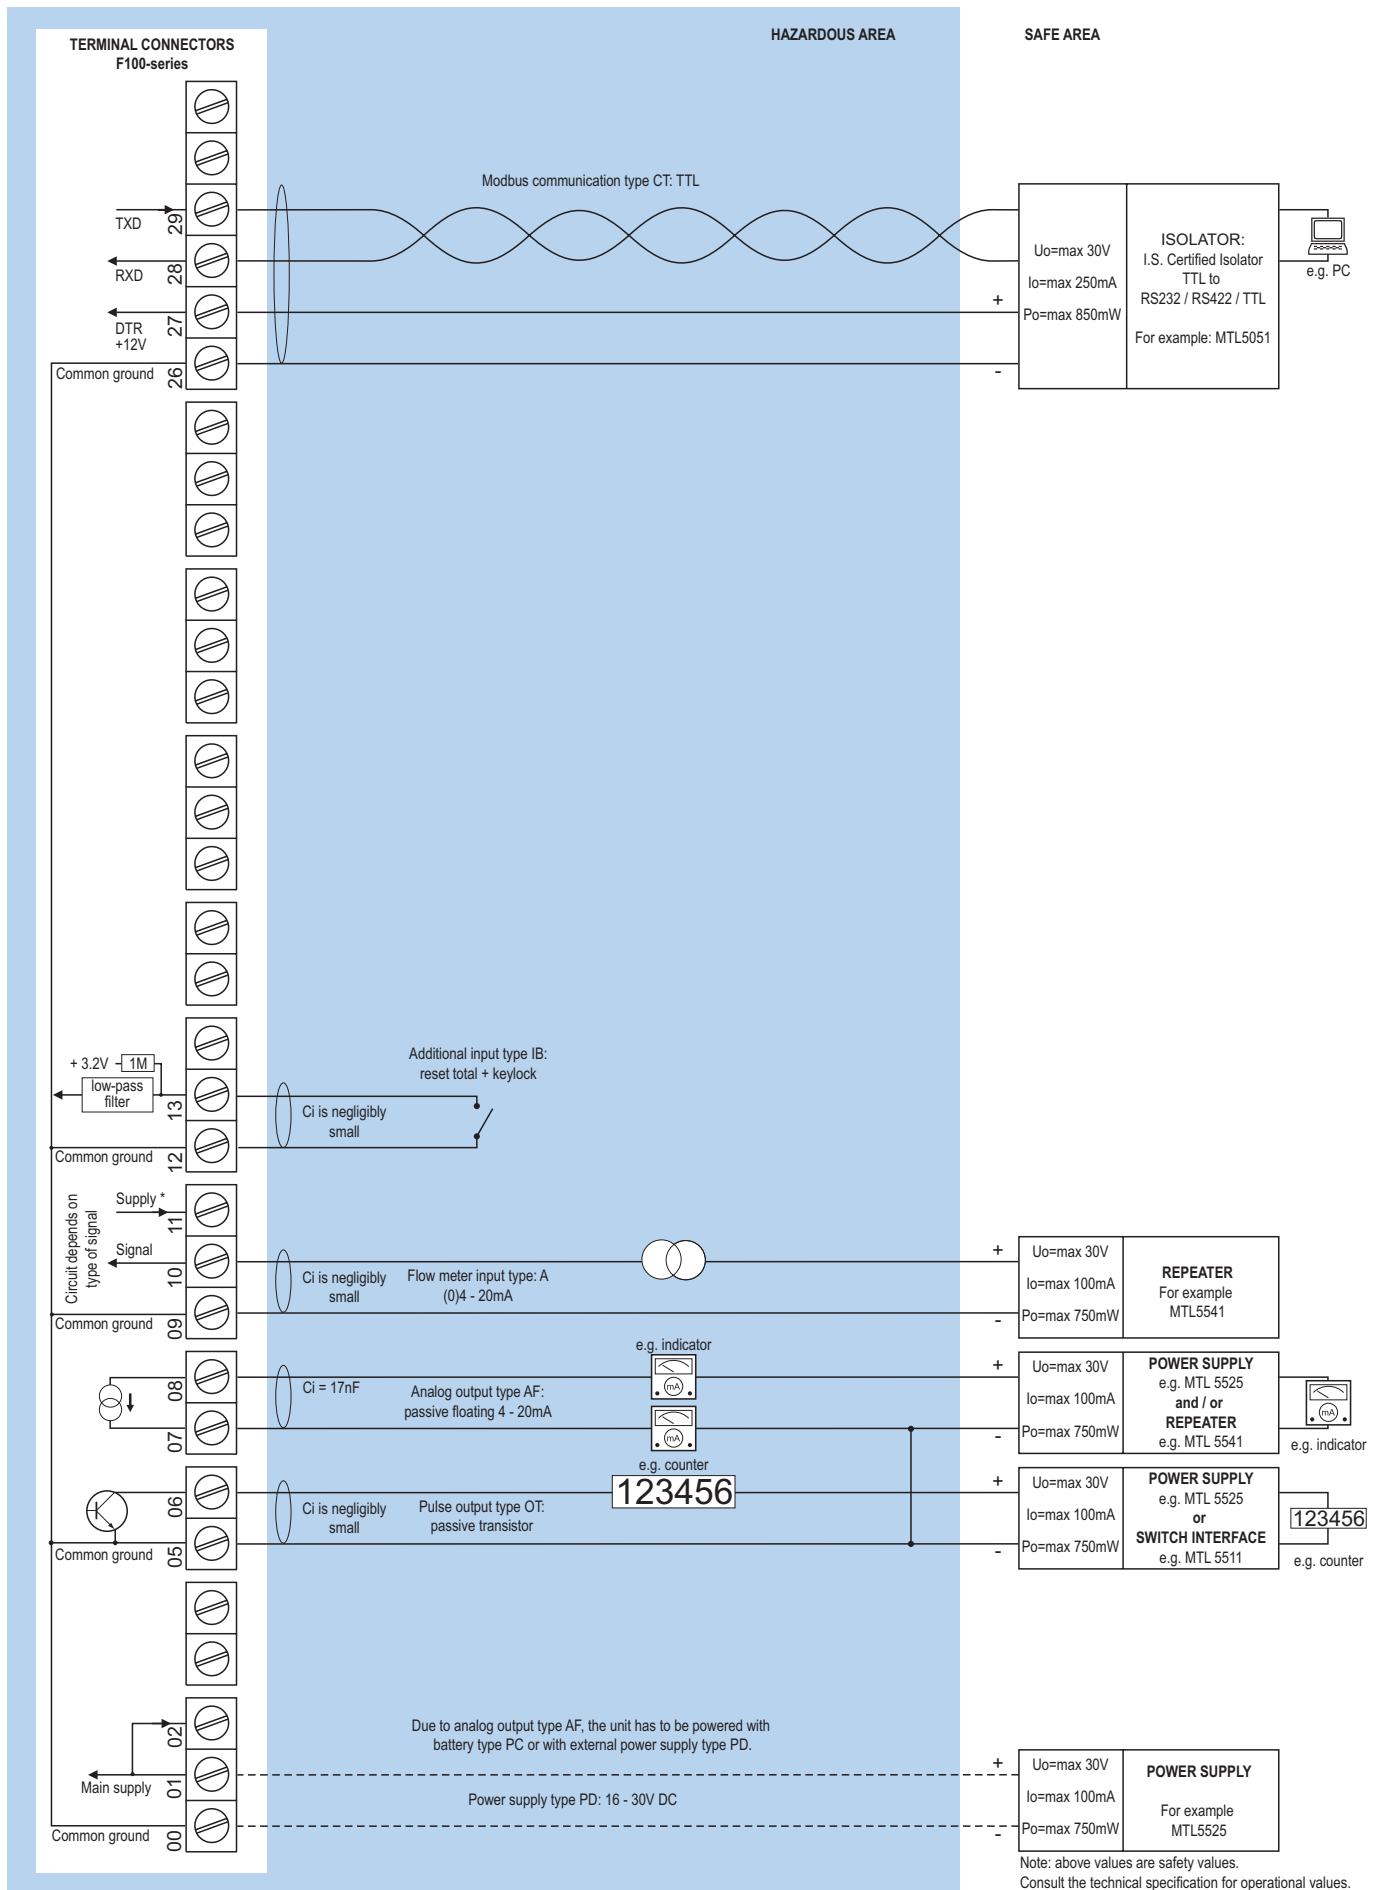 HAZARDOUS AREA
SAFE AREA
TERMINAL CONNECTORS
F100-series
Modbus communication type CT: TTL
TXD
29
RXD
28
DTR
+12V
27
Common ground
26
+
-
Uo=max 30V
Io=max 250mA
Po=max 850mW
ISOLATOR:
I.S. Certified Isolator
TTL to
RS232 / RS422 / TTL
For example: MTL5051
e.g. PC
+ 3.2V
1M
low-pass
filter
13
Common ground
12
Additional input type IB:
reset total + keylock
Ci is negligibly
small
Circuit depends on
type of signal
Supply *
11
Signal
10
Common ground
09
Ci is negligibly
small
Flow meter input type: A
(0)4 - 20mA
+
-
Uo=max 30V
Io=max 100mA
Po=max 750mW
REPEATER
For example
MTL5541
08
07
Ci = 17nF
Analog output type AF:
passive floating 4 - 20mA
e.g. indicator
mA
mA
+
-
Uo=max 30V
Io=max 100mA
Po=max 750mW
POWER SUPPLY
e.g. MTL 5525
and / or
REPEATER
e.g. MTL 5541
mA
e.g. indicator
06
Common ground
05
Ci is negligibly
small
Pulse output type OT:
passive transistor
e.g. counter
123456
+
-
Uo=max 30V
Io=max 100mA
Po=max 750mW
POWER SUPPLY
e.g. MTL 5525
or
SWITCH INTERFACE
e.g. MTL 5511
123456
e.g. counter
02
Main supply
01
Common ground
00
Due to analog output type AF, the unit has to be powered with
battery type PC or with external power supply type PD.
Power supply type PD: 16 - 30V DC
+
-
Uo=max 30V
Io=max 100mA
Po=max 750mW
POWER SUPPLY
For example
MTL5525
Note: above values are safety values.
Consult the technical specification for operational values.